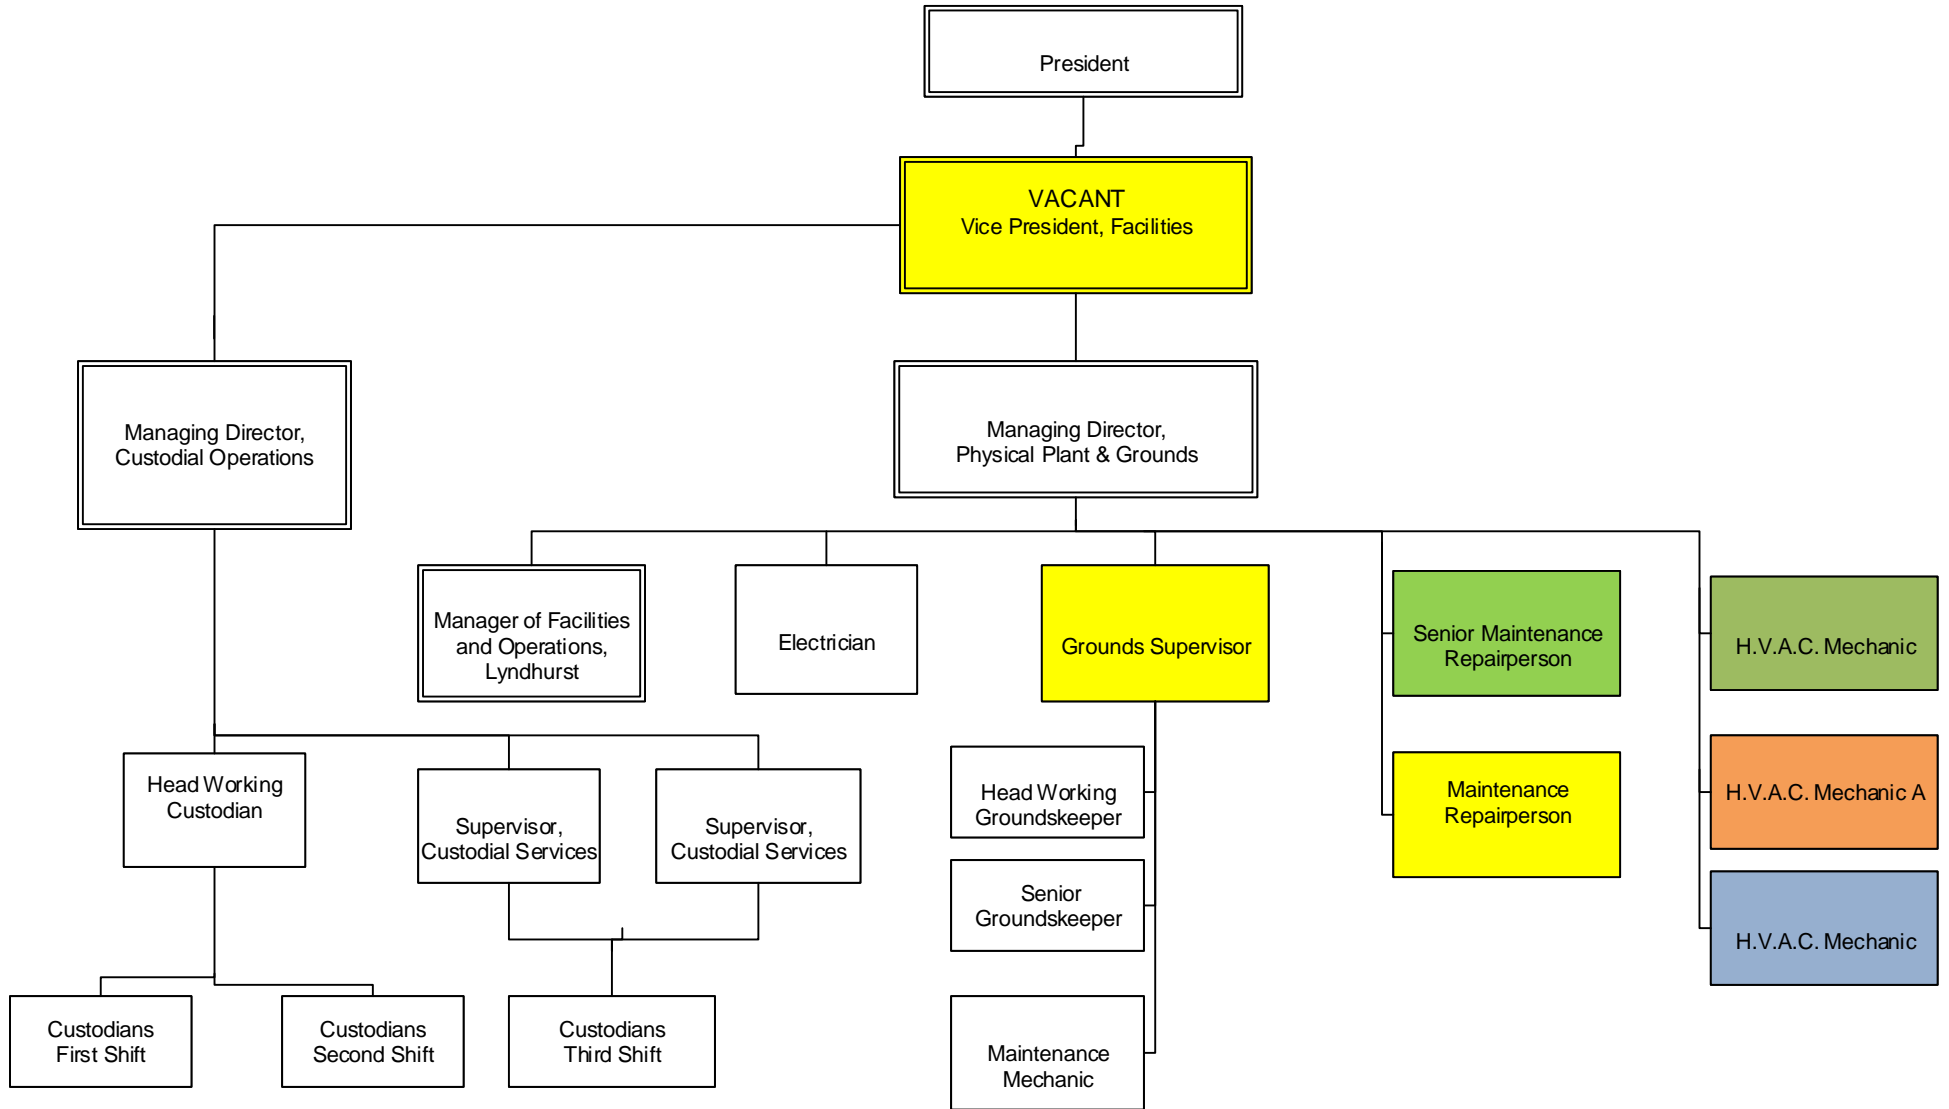 President
VACANT
Vice President, Facilities
Managing Director,
Custodial Operations
Managing Director,
Physical Plant & Grounds
Manager of Facilities
and Operations,
Lyndhurst
Electrician
Grounds Supervisor
Senior Maintenance
Repairperson
H.V.A.C. Mechanic
Head Working
Custodian
Supervisor,
Custodial Services
Supervisor,
Custodial Services
Head Working
Groundskeeper
Maintenance
Repairperson
H.V.A.C. Mechanic A
Senior
Groundskeeper
H.V.A.C. Mechanic
Custodians
First Shift
Custodians
Second Shift
Custodians
Third Shift
Maintenance
Mechanic